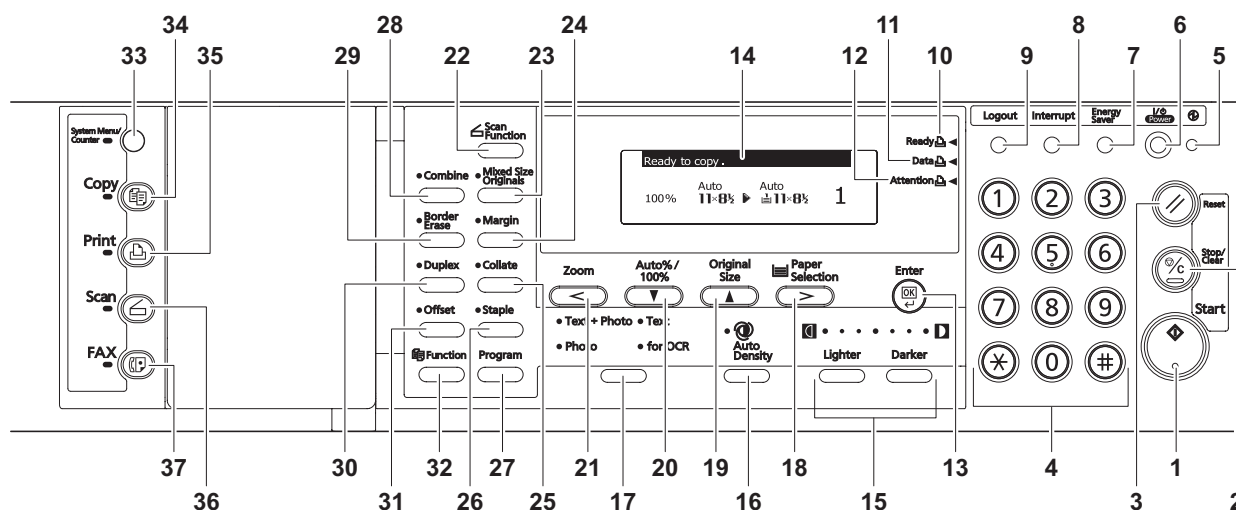 34
28
24
11
8
6
33
35
29
22
23
14
12
10
9
7
5
System Menu/
Counter
Scan
Function
Ready
Data
Attention
Logout
Interrupt
Energy
Saver
Power
Combine
Mixed Size
Originals
Ready to copy.
100%
Auto
11×8½
Auto
11×8½
1
1
2
3
Reset
Copy
Border
Erase
Margin
Print
Duplex
Collate
Zoom
Auto%/
100%
Original
Size
Paper
Selection
Enter
OK
4
5
6
Stop/
Clear
C
Scan
Offset
Staple
Text + Photo
Text
Photo
for OCR
Auto
Density
Lighter
Darker
7
8
9
Start
FAX
Function
Program
0
#
37
30
32
27
21
20
19
18
13
4
1
36
31
26
25
17
16
15
3
2